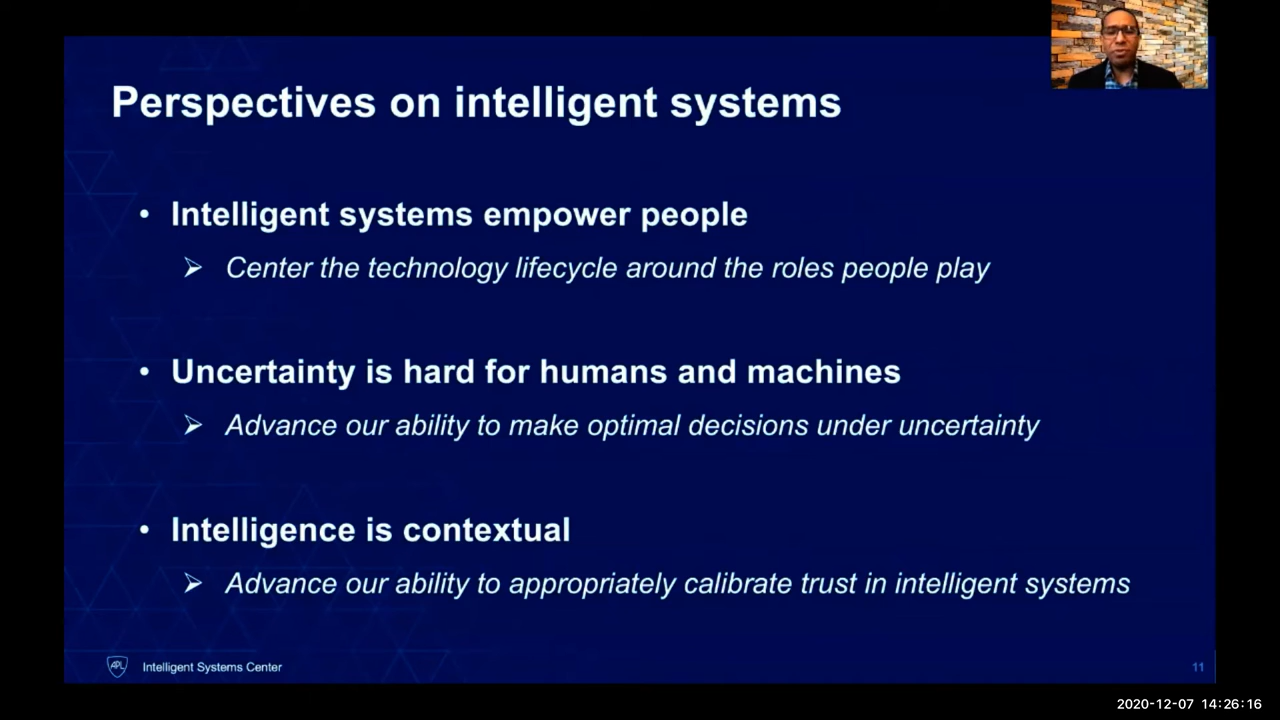 Perspectives on intelligent systems
• Intelligent systems empower people
➢ Center the technology lifecycle around the roles people play
• Uncertainty is hard for humans and machines
➢ Advance our ability to make optimal decisions under uncertainty
• Intelligence is contextual
➢ Advance our ability to appropriately calibrate trust in intelligent systems
APL Intelligent Systems Center
11
2020-12-07 14:26:16